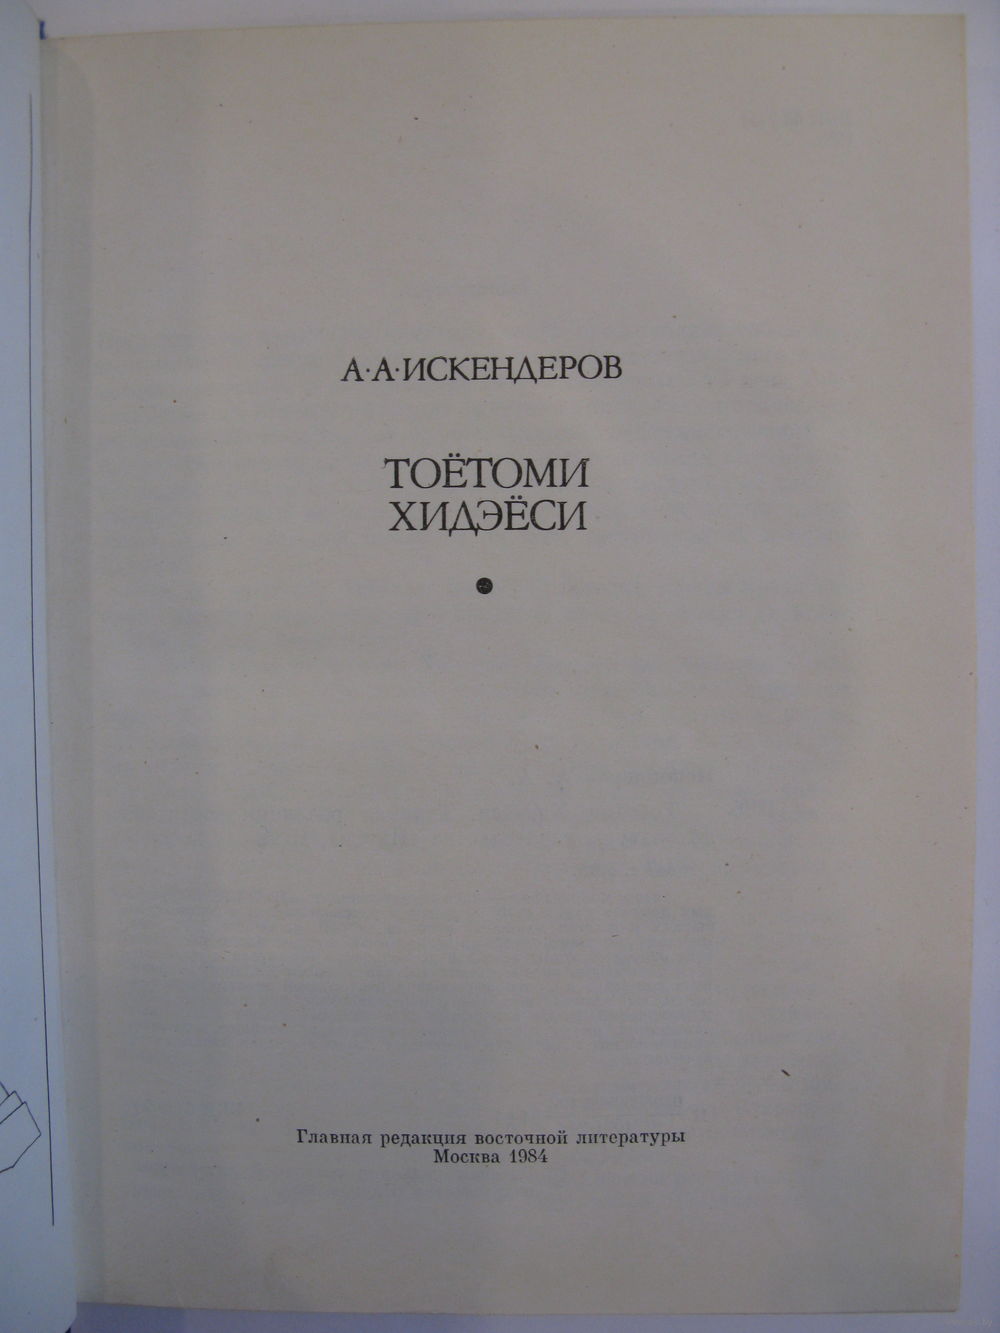 А·А·ИСКЕНДЕРОВ
ТОЁТОМИ
ХИДЭЁСИ
Главная редакция восточной литературы
Москва 1984